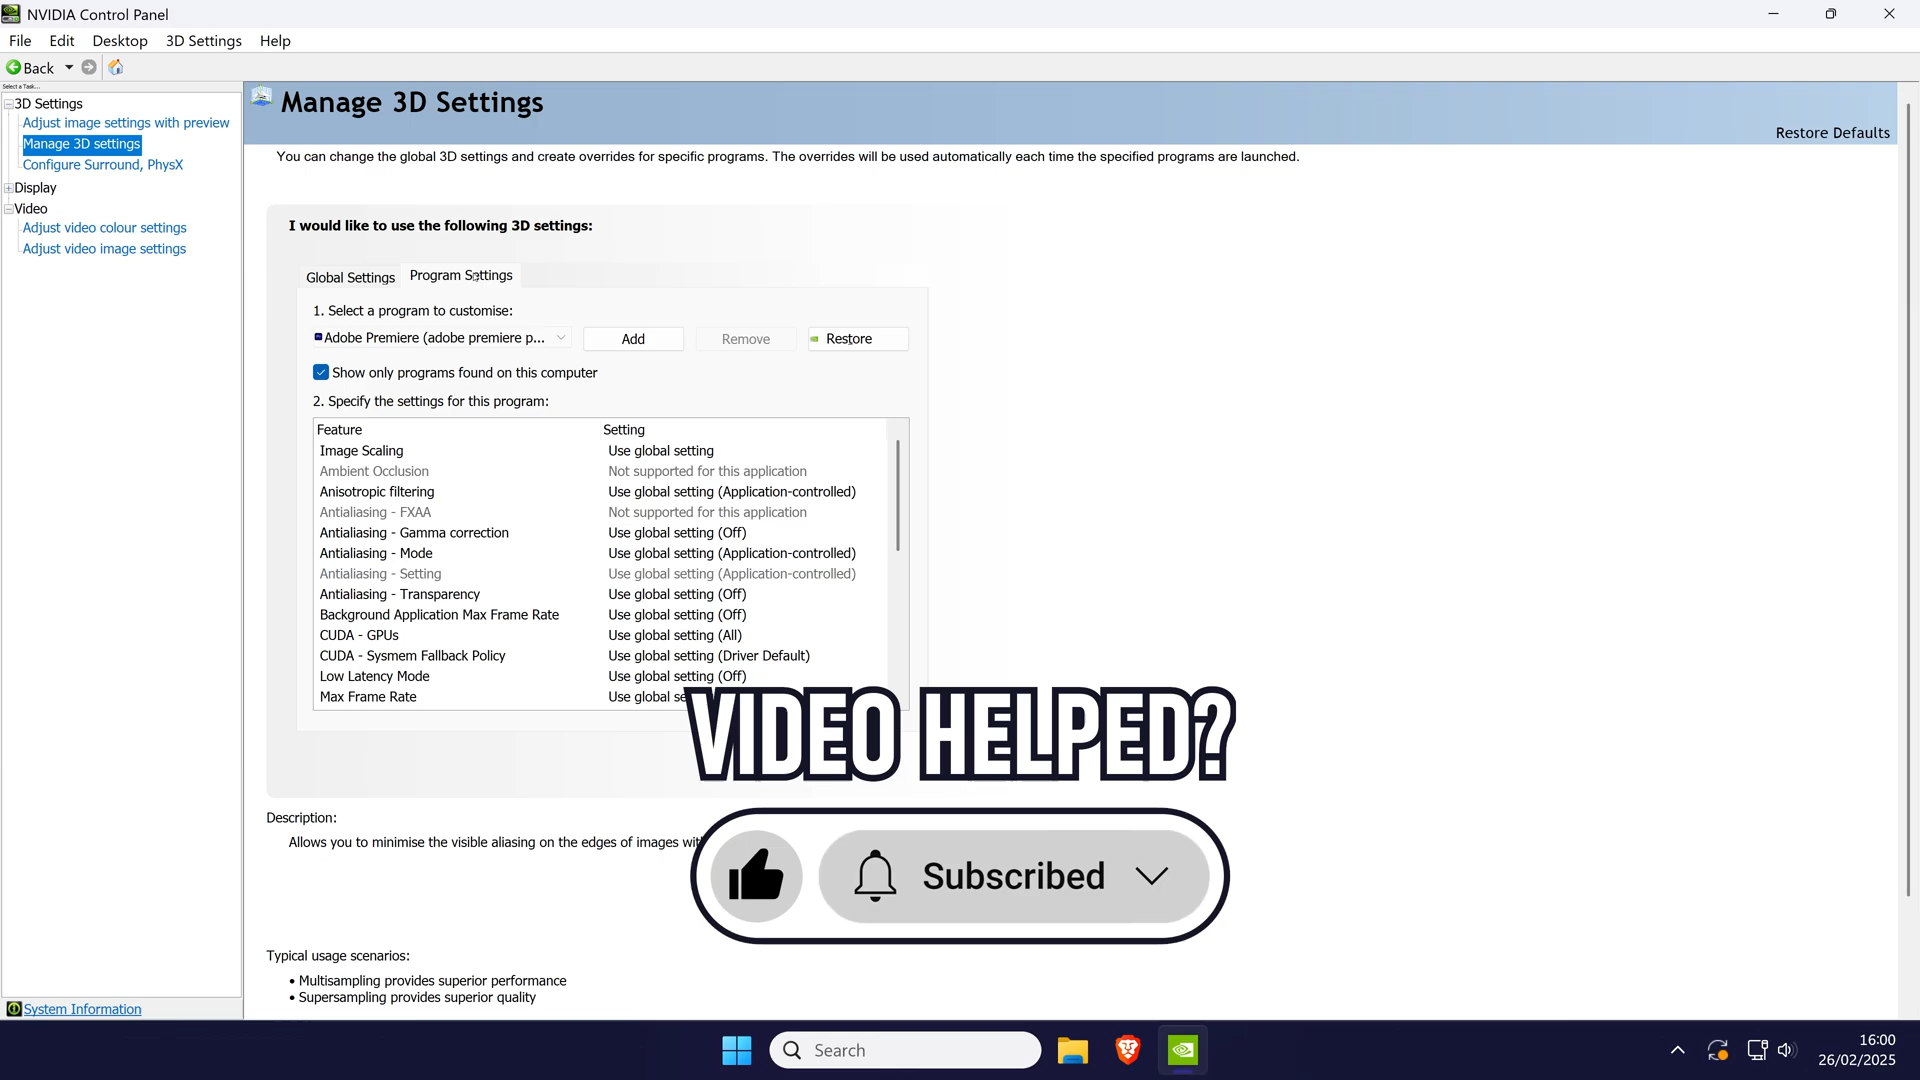 NVIDIA Control Panel
File Edit Desktop 3D Settings Help
Back
Select a Task...
3D Settings
Adjust image settings with preview
Manage 3D settings
Configure Surround, PhysX
Display
Video
Adjust video colour settings
Adjust video image settings
System Information
Manage 3D Settings
Restore Defaults
You can change the global 3D settings and create overrides for specific programs. The overrides will be used automatically each time the specified programs are launched.
I would like to use the following 3D settings:
Global Settings Program Settings
1. Select a program to customise:
Adobe Premiere (adobe premiere p... Add Remove Restore
Show only programs found on this computer
2. Specify the settings for this program:
Feature Setting
Image Scaling Use global setting
Ambient Occlusion Not supported for this application
Anisotropic filtering Use global setting (Application-controlled)
Antialiasing - FXAA Not supported for this application
Antialiasing - Gamma correction Use global setting (Off)
Antialiasing - Mode Use global setting (Application-controlled)
Antialiasing - Setting Use global setting (Application-controlled)
Antialiasing - Transparency Use global setting (Off)
Background Application Max Frame Rate Use global setting (Off)
CUDA - GPUs Use global setting (All)
CUDA - Sysmem Fallback Policy Use global setting (Driver Default)
Low Latency Mode Use global setting (Off)
Max Frame Rate Use global se
VIDEO HELPED?
Subscribed
Description:
Allows you to minimise the visible aliasing on the edges of images wit
Typical usage scenarios:
• Multisampling provides superior performance
• Supersampling provides superior quality
Search
16:00
26/02/2025